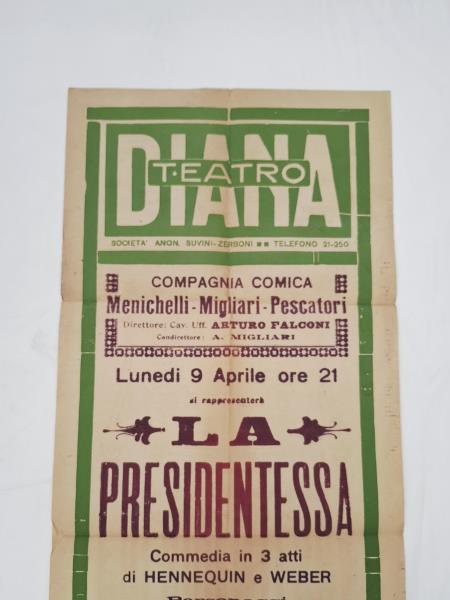 TEATRO
DIANA
SOCIETA' ANON. SUVINI-ZERBONI ■■ TELEFONO 21-250
COMPAGNIA COMICA
Menichelli - Migliari - Pescatori
Direttore: Cav. Uff. ARTURO FALCONI
Condirettore: A. MIGLIARI
Lunedì 9 Aprile ore 21
si rappresenterà
LA
PRESIDENTESSA
Commedia in 3 atti
di HENNEQUIN e WEBER